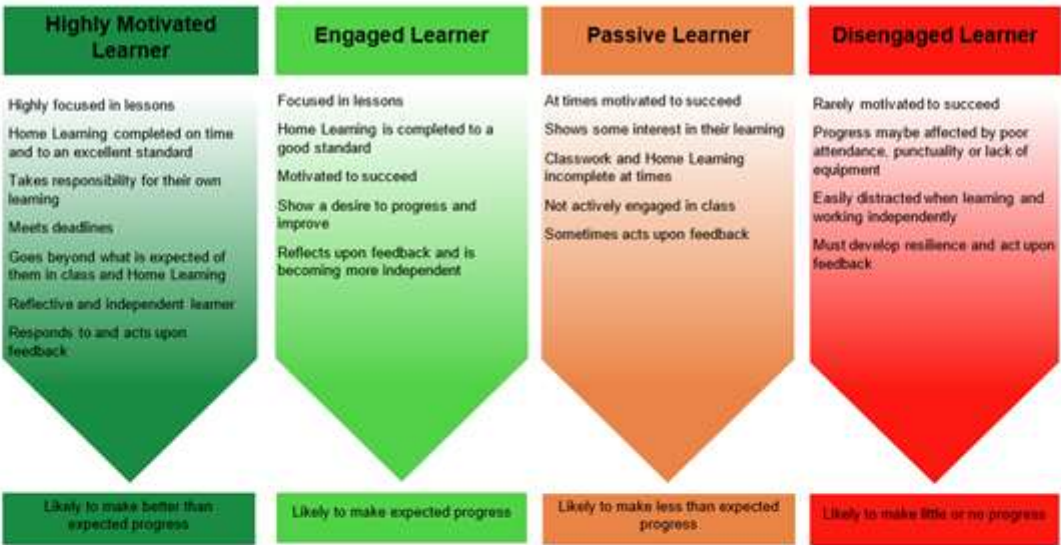 Highly Motivated
Learner
Highly focused in lessons
Home Learning completed on time
and to an excellent standard
Takes responsibility for their own
learning
Meets deadlines
Goes beyond what is expected of
them in class and Home Learning
Reflective and independent learner
Responds to and acts upon
feedback
Likely to make better than
expected progress
Engaged Learner
Focused in lessons
Home Learning is completed to a
good standard
Motivated to succeed
Show a desire to progress and
improve
Reflects upon feedback and is
becoming more independent
Likely to make expected progress
Passive Learner
At times motivated to succeed
Shows some interest in their learning
Classwork and Home Learning
incomplete at times
Not actively engaged in class
Sometimes acts upon feedback
Likely to make less than expected
progress
Disengaged Learner
Rarely motivated to succeed
Progress maybe affected by poor
attendance, punctuality or lack of
equipment
Easily distracted when learning and
working independently
Must develop resilience and act upon
feedback
Likely to make little or no progress